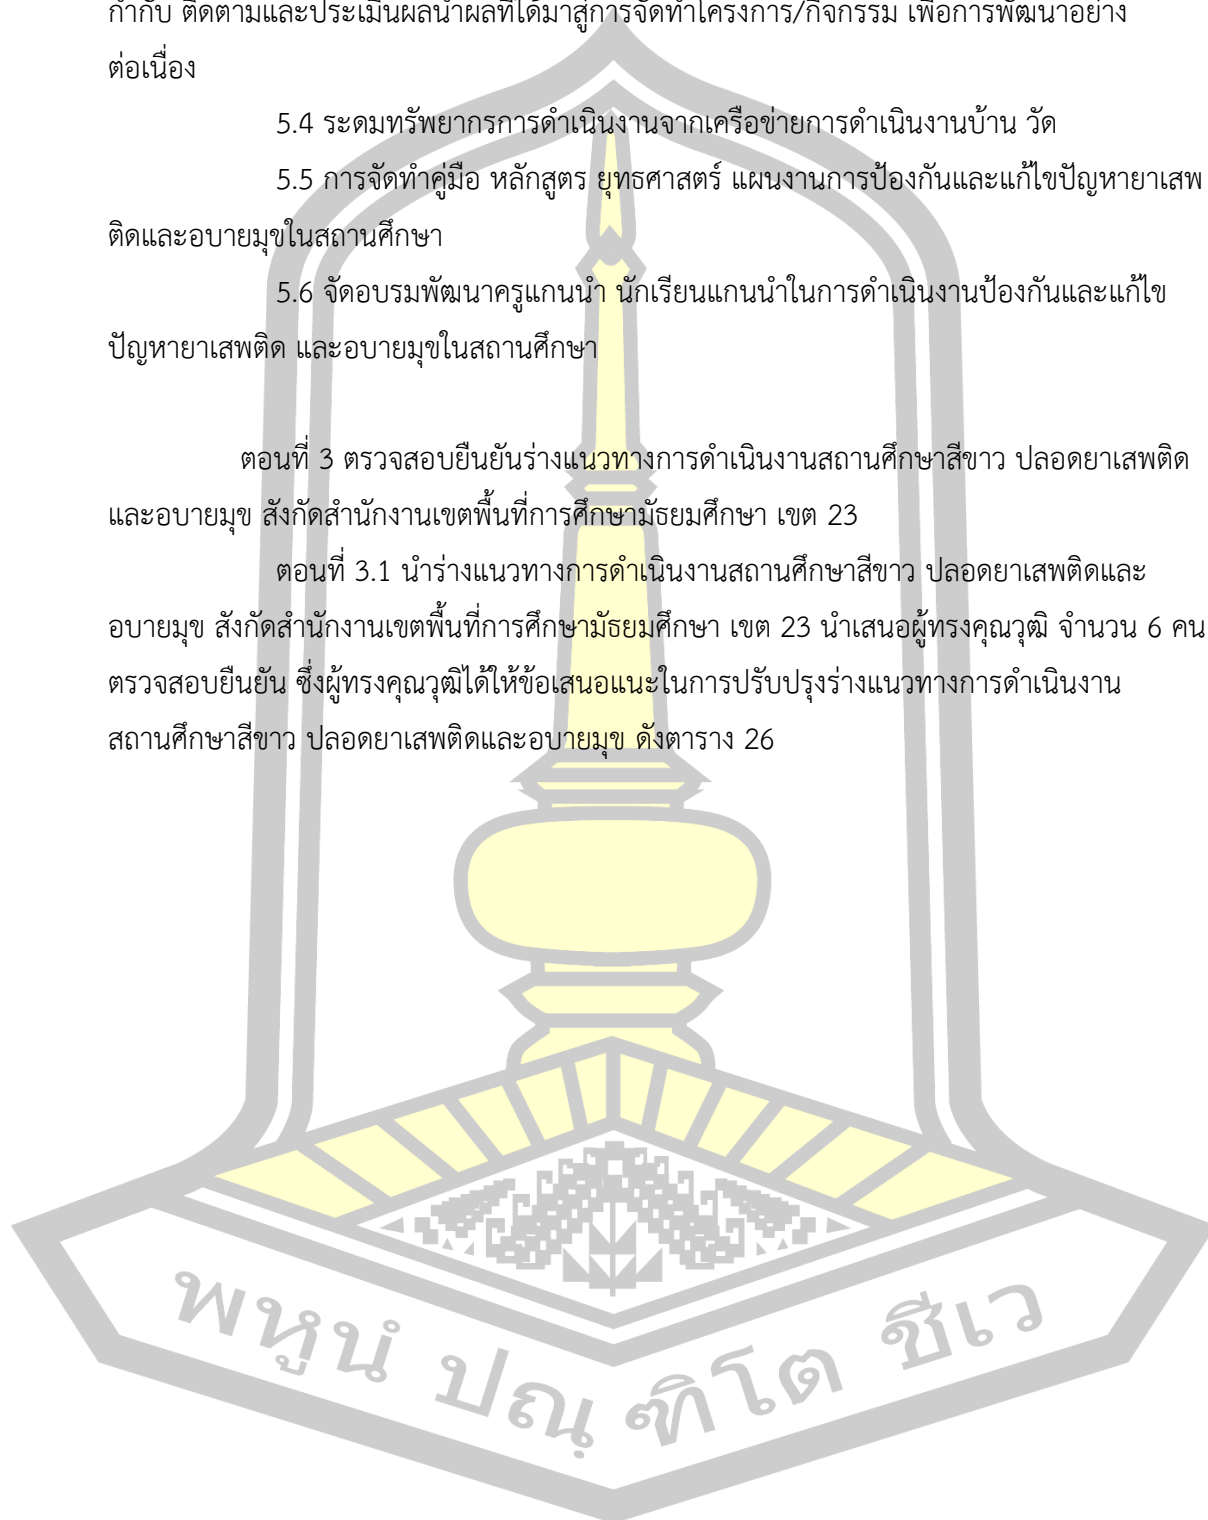 กำกับ ติดตามและประเมินผลนำผลที่ได้มาสู่การจัดทำโครงการ/กิจกรรม เพื่อการพัฒนาอย่าง
ต่อเนื่อง
5.4 ระดมทรัพยากรการดำเนินงานจากเครือข่ายการดำเนินงานบ้าน วัด
5.5 การจัดทำคู่มือ หลักสูตร ยุทธศาสตร์ แผนงานการป้องกันและแก้ไขปัญหายาเสพ
ติดและอบายมุขในสถานศึกษา
5.6 จัดอบรมพัฒนาครูแกนนำ นักเรียนแกนนำในการดำเนินงานป้องกันและแก้ไข
ปัญหายาเสพติด และอบายมุขในสถานศึกษา
ตอนที่ 3 ตรวจสอบยืนยันร่างแนวทางการดำเนินงานสถานศึกษาสีขาว ปลอดยาเสพติด
และอบายมุข สังกัดสำนักงานเขตพื้นที่การศึกษามัธยมศึกษา เขต 23
ตอนที่ 3.1 นำร่างแนวทางการดำเนินงานสถานศึกษาสีขาว ปลอดยาเสพติดและ
อบายมุข สังกัดสำนักงานเขตพื้นที่การศึกษามัธยมศึกษา เขต 23 นำเสนอผู้ทรงคุณวุฒิ จำนวน 6 คน
ตรวจสอบยืนยัน ซึ่งผู้ทรงคุณวุฒิได้ให้ข้อเสนอแนะในการปรับปรุงร่างแนวทางการดำเนินงาน
สถานศึกษาสีขาว ปลอดยาเสพติดและอบายมุข ดังตาราง 26
พหูนํ ปณฺฑิโต ชีเว